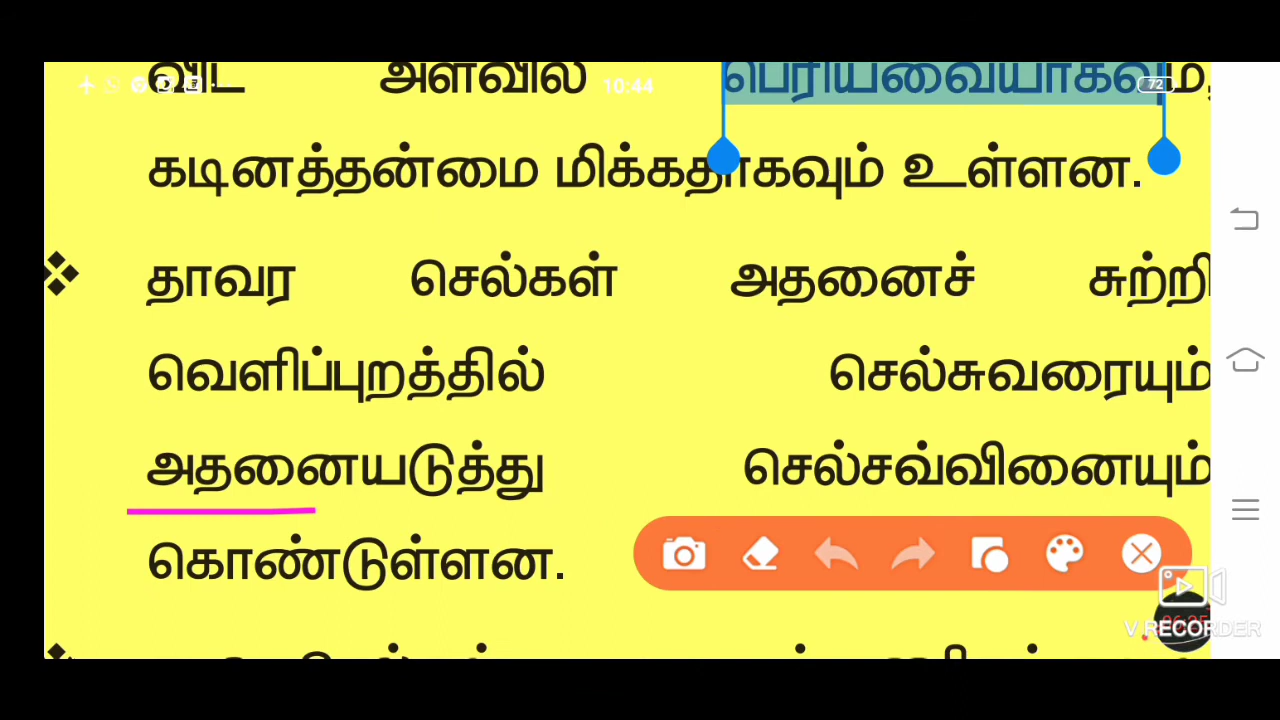 விட அளவில் பெரியவையாகவும்,
10:44
72
கடினத்தன்மை மிக்கதாகவும் உள்ளன.
❖ தாவர செல்கள் அதனைச் சுற்றி
வெளிப்புறத்தில் செல்சுவரையும்
அதனையடுத்து செல்சவ்வினையும்
கொண்டுள்ளன.
V RECORDER